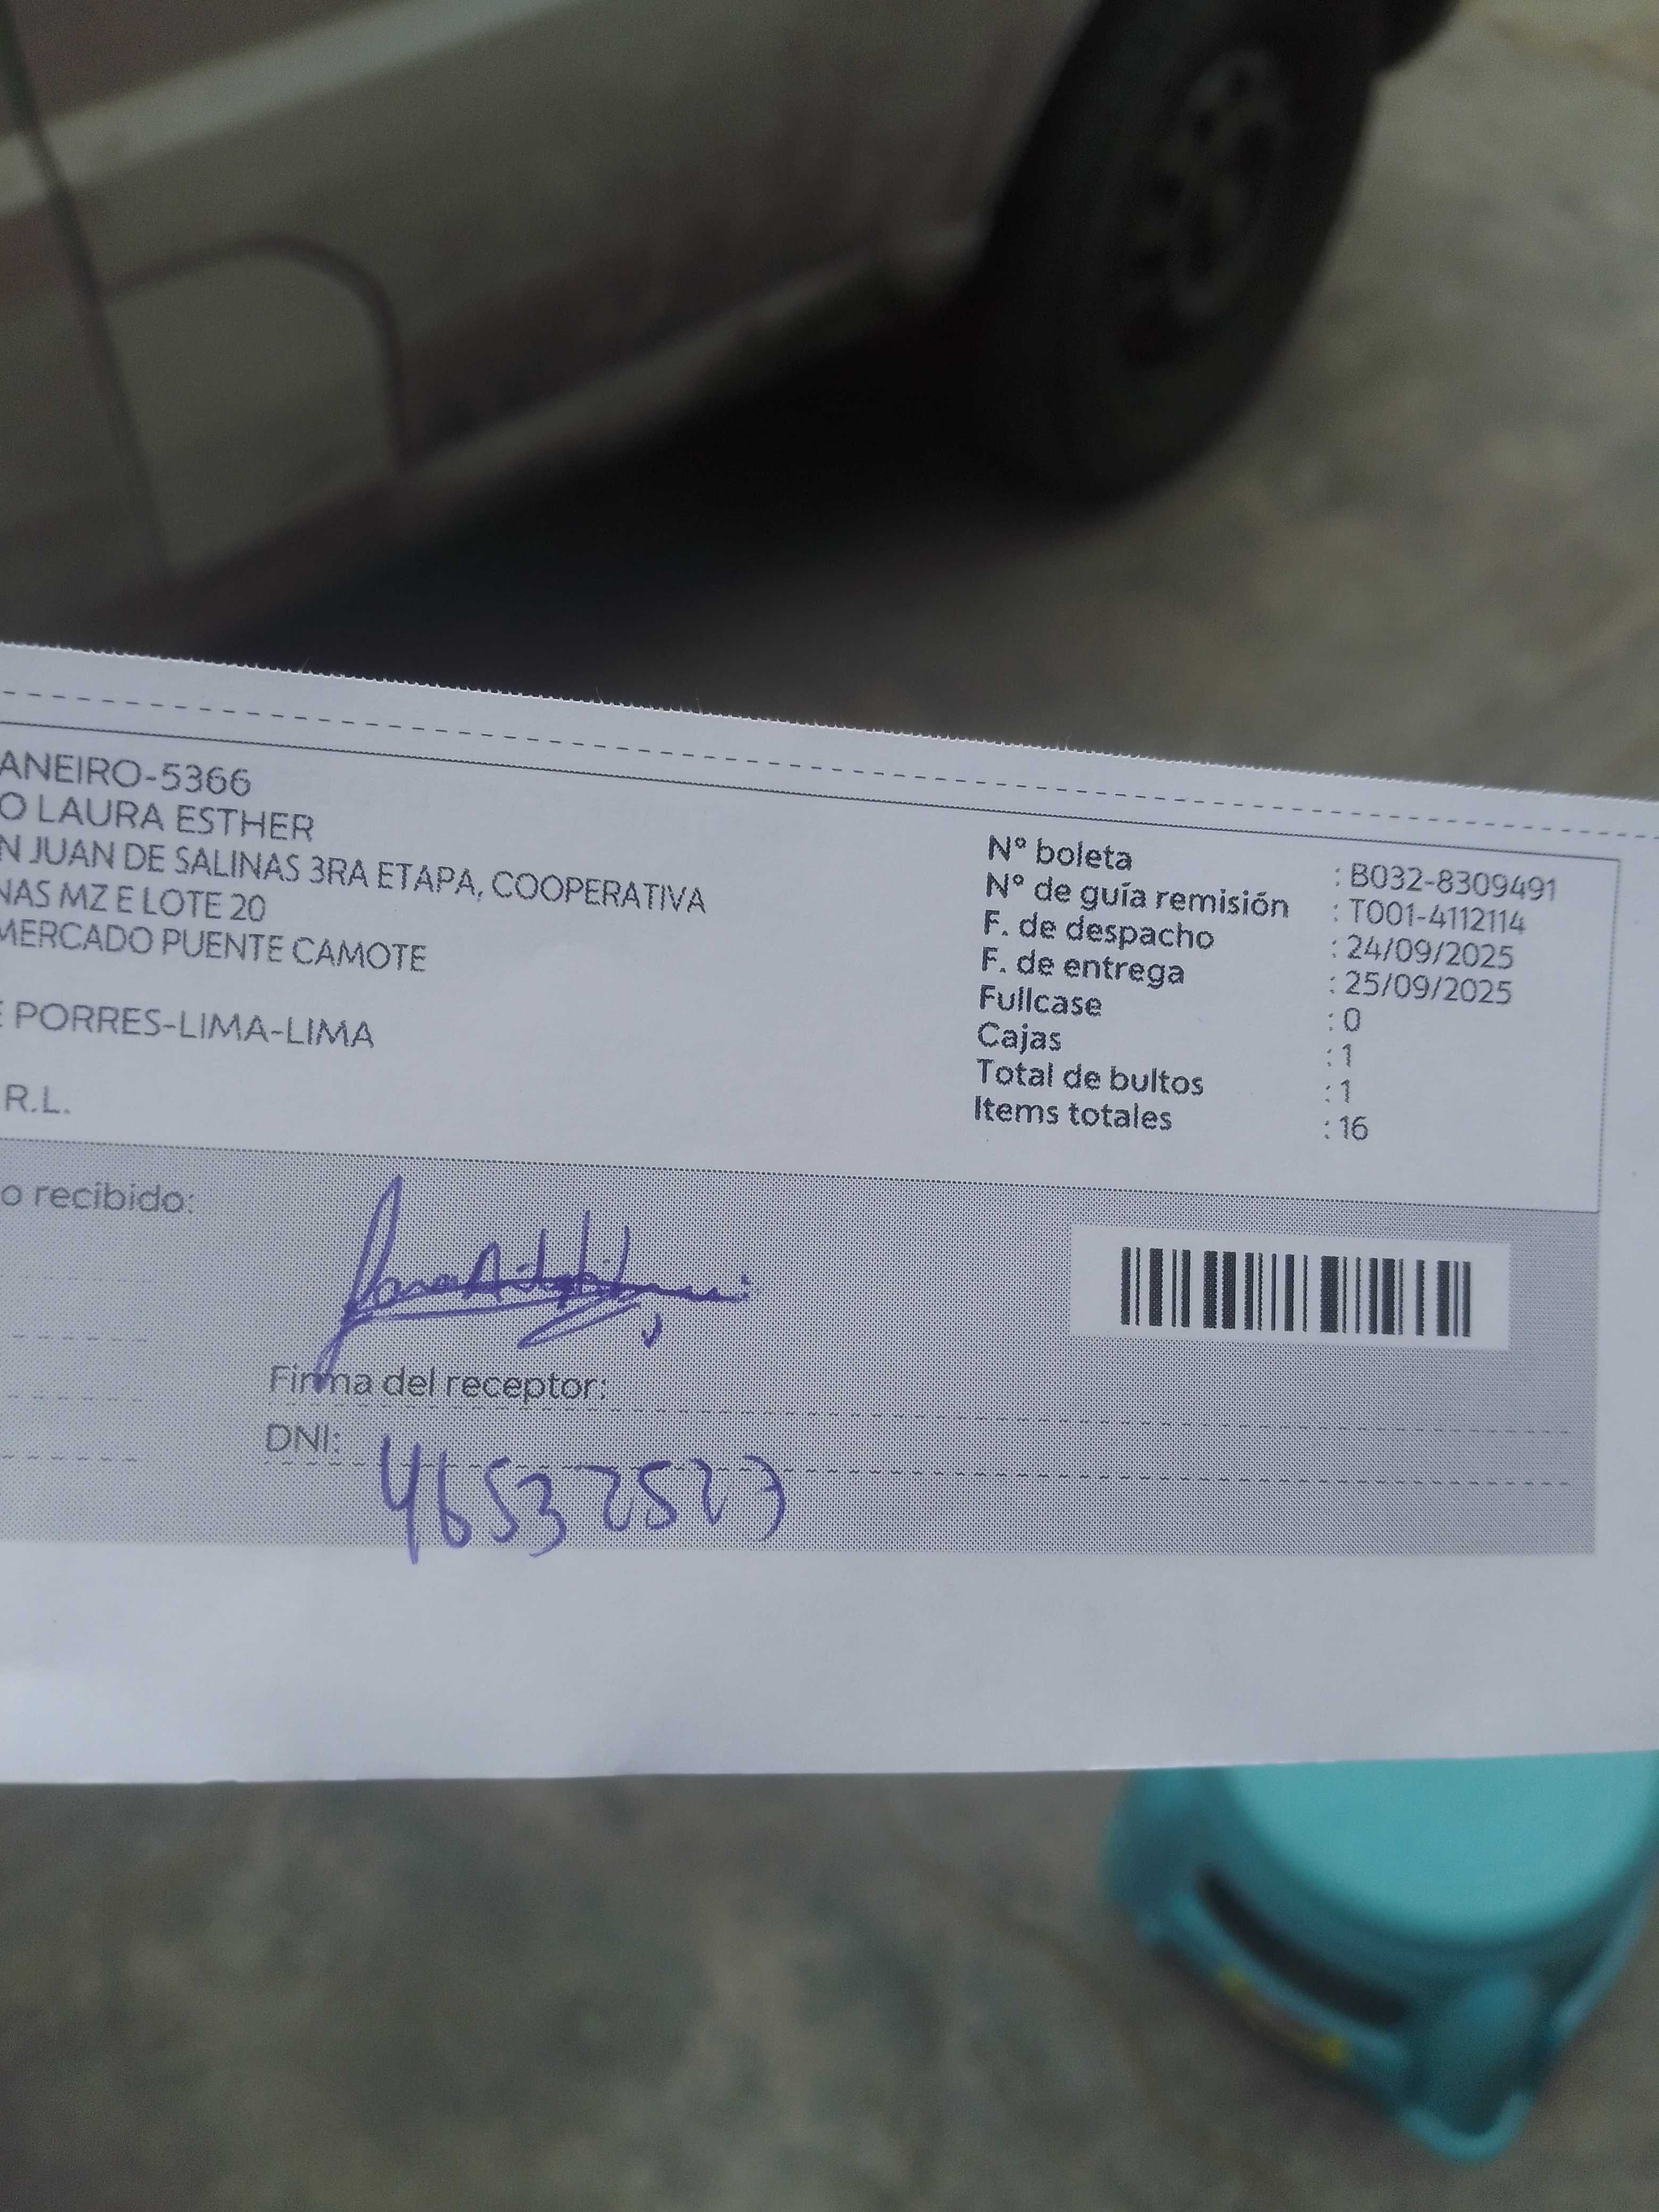 ANEIRO-5366
O LAURA ESTHER
N JUAN DE SALINAS 3RA ETAPA, COOPERATIVA
NAS MZ E LOTE 20
MERCADO PUENTE CAMOTE
E PORRES-LIMA-LIMA
R.L.
N° boleta : B032-8309491
N° de guía remisión : T001-4112114
F. de despacho : 24/09/2025
F. de entrega : 25/09/2025
Fullcase : 0
Cajas : 1
Total de bultos : 1
Items totales : 16
o recibido:
Firma del receptor:
DNI: 46532523